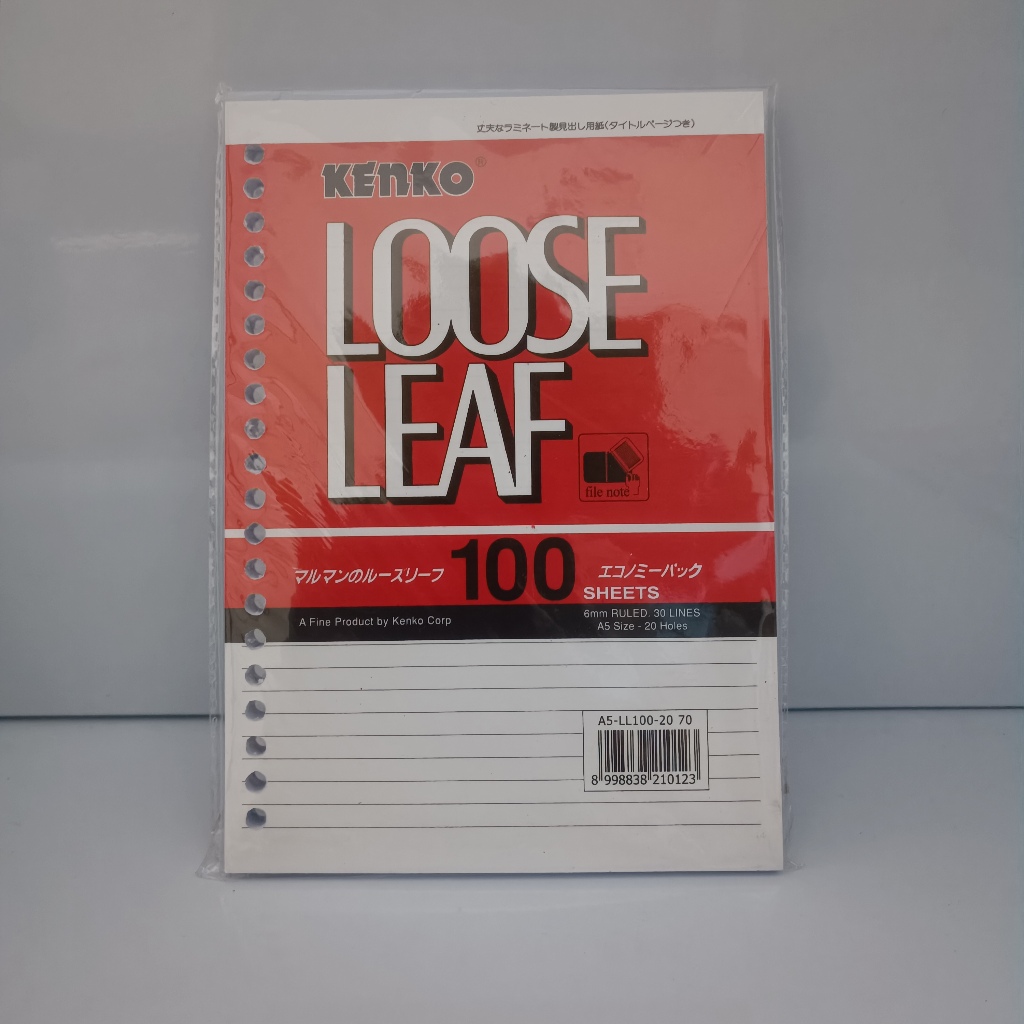 丈夫なラミネート製見出し用紙(タイトルページつき)
KENKO®
LOOSE
LEAF
file note
マルマンのルースリーフ 100 SHEETS エコノミーパック
A Fine Product by Kenko Corp
6mm RULED. 30 LINES
A5 Size - 20 Holes
A5-LL100-20 70
8 998838 210123